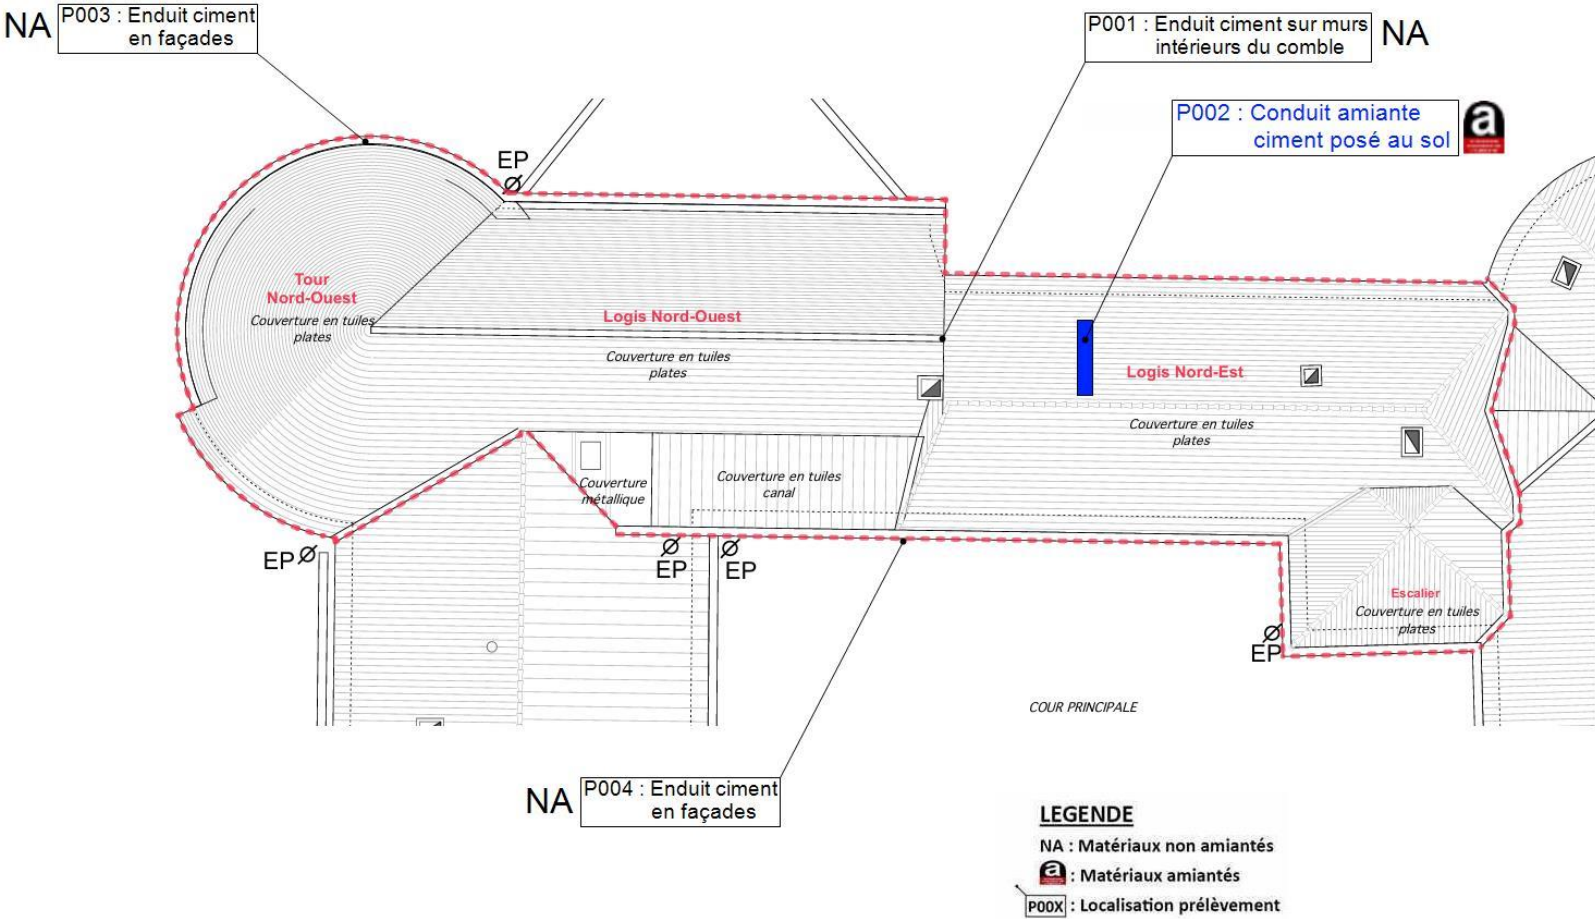 NA
P003 : Enduit ciment
en façades
P001 : Enduit ciment sur murs
intérieurs du comble
NA
P002 : Conduit amiante
ciment posé au sol
a
EP
Tour
Nord-Ouest
Couverture en tuiles
plates
Logis Nord-Ouest
Couverture en tuiles
plates
Logis Nord-Est
Couverture en tuiles
plates
Couverture
métallique
Couverture en tuiles
canal
EP
EP
EP
Escalier
Couverture en tuiles
plates
EP
COUR PRINCIPALE
NA
P004 : Enduit ciment
en façades
LEGENDE
NA : Matériaux non amiantés
a : Matériaux amiantés
P00X : Localisation prélèvement